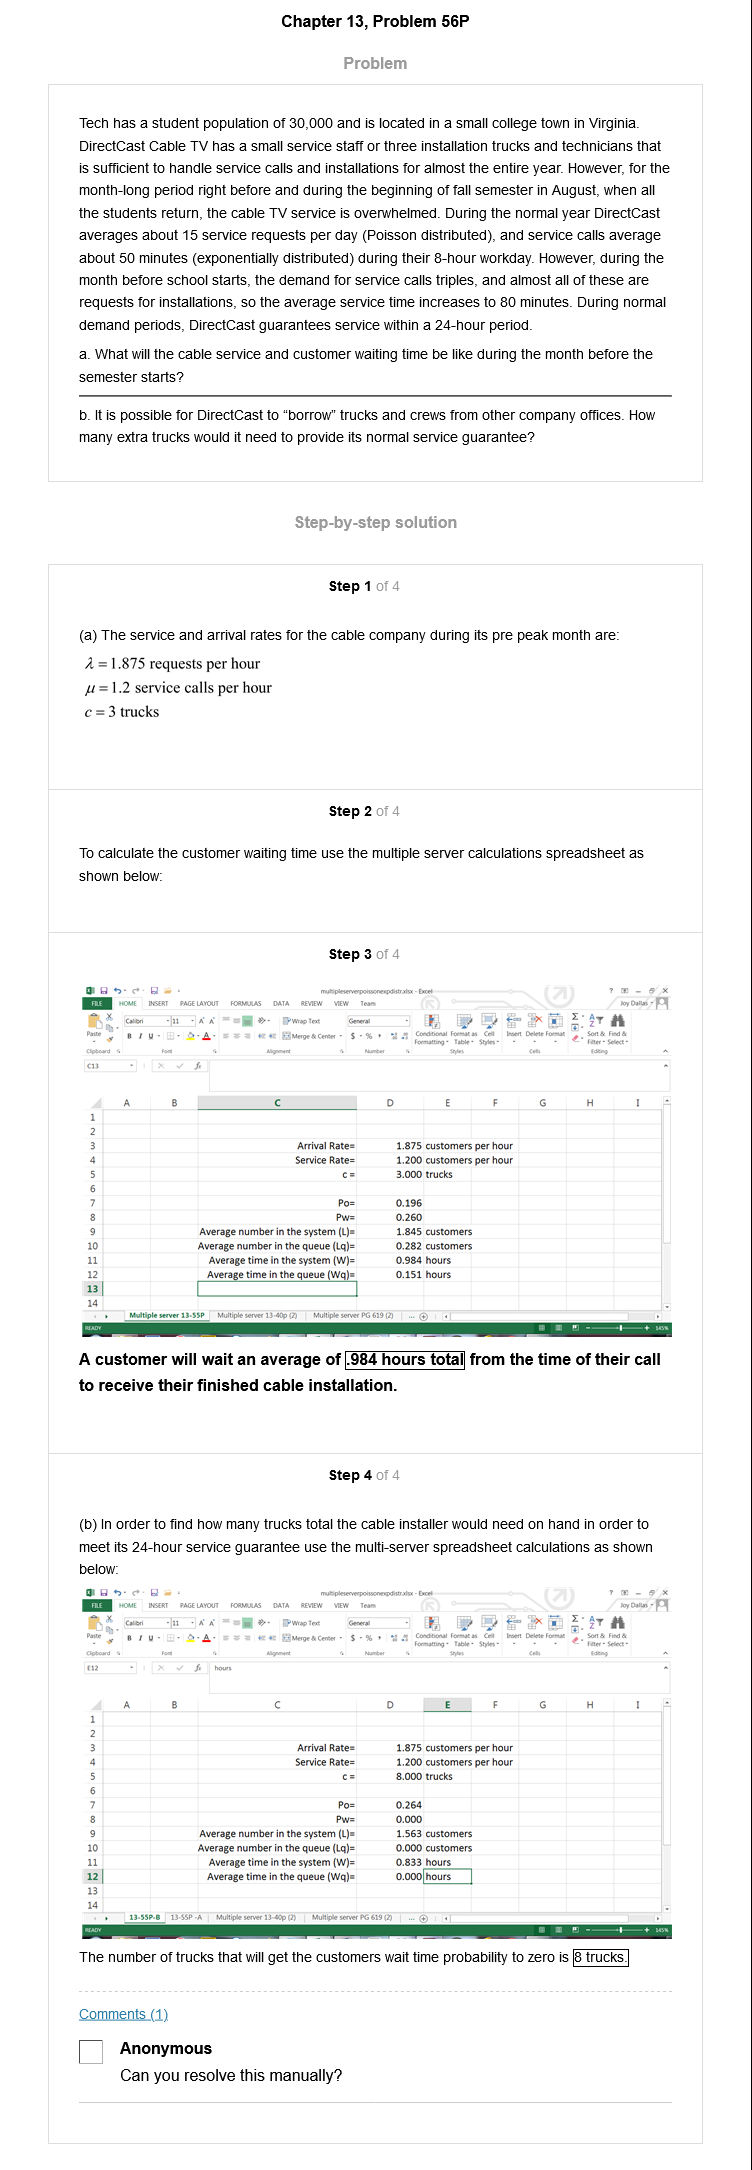 Chapter 13, Problem 56P
Problem
Tech has a student population of 30,000 and is located in a small college town in Virginia.
DirectCast Cable TV has a small service staff or three installation trucks and technicians that
is sufficient to handle service calls and installations for almost the entire year. However, for the
month-long period right before and during the beginning of fall semester in August, when all
the students return, the cable TV service is overwhelmed. During the normal year DirectCast
averages about 15 service requests per day (Poisson distributed), and service calls average
about 50 minutes (exponentially distributed) during their 8-hour workday. However, during the
month before school starts, the demand for service calls triples, and almost all of these are
requests for installations, so the average service time increases to 80 minutes. During normal
demand periods, DirectCast guarantees service within a 24-hour period.
a. What will the cable service and customer waiting time be like during the month before the
semester starts?
b. It is possible for DirectCast to “borrow” trucks and crews from other company offices. How
many extra trucks would it need to provide its normal service guarantee?
Step-by-step solution
Step 1 of 4
(a) The service and arrival rates for the cable company during its pre peak month are:
λ = 1.875 requests per hour
μ = 1.2 service calls per hour
c = 3 trucks
Step 2 of 4
To calculate the customer waiting time use the multiple server calculations spreadsheet as
shown below:
Step 3 of 4
multipleserverpoissonexpdistr.xlsx - Excel
FILE HOME INSERT PAGE LAYOUT FORMULAS DATA REVIEW VIEW Team Joy Dallas
Calibri 11 Wrap Text General
Paste B I U Merge & Center $ % Conditional Format as Cell Insert Delete Format Sort & Find &
Formatting Table Styles Filter Select
Clipboard Font Alignment Number Styles Cells Editing
C13 fx
A B C D E F G H I
1
2
3 Arrival Rate= 1.875 customers per hour
4 Service Rate= 1.200 customers per hour
5 c = 3.000 trucks
6
7 Po= 0.196
8 Pw= 0.260
9 Average number in the system (L)= 1.845 customers
10 Average number in the queue (Lq)= 0.282 customers
11 Average time in the system (W)= 0.984 hours
12 Average time in the queue (Wq)= 0.151 hours
13
14
Multiple server 13-55P Multiple server 13-40p (2) Multiple server PG 619 (2) ...
READY 145%
A customer will wait an average of .984 hours total from the time of their call
to receive their finished cable installation.
Step 4 of 4
(b) In order to find how many trucks total the cable installer would need on hand in order to
meet its 24-hour service guarantee use the multi-server spreadsheet calculations as shown
below:
multipleserverpoissonexpdistr.xlsx - Excel
FILE HOME INSERT PAGE LAYOUT FORMULAS DATA REVIEW VIEW Team Joy Dallas
Calibri 11 Wrap Text General
Paste B I U Merge & Center $ % Conditional Format as Cell Insert Delete Format Sort & Find &
Formatting Table Styles Filter Select
Clipboard Font Alignment Number Styles Cells Editing
E12 fx hours
A B C D E F G H I
1
2
3 Arrival Rate= 1.875 customers per hour
4 Service Rate= 1.200 customers per hour
5 c = 8.000 trucks
6
7 Po= 0.264
8 Pw= 0.000
9 Average number in the system (L)= 1.563 customers
10 Average number in the queue (Lq)= 0.000 customers
11 Average time in the system (W)= 0.833 hours
12 Average time in the queue (Wq)= 0.000 hours
13
14
13-55P-B 13-55P -A Multiple server 13-40p (2) Multiple server PG 619 (2) ...
READY 145%
The number of trucks that will get the customers wait time probability to zero is 8 trucks.
Comments (1)
Anonymous
Can you resolve this manually?